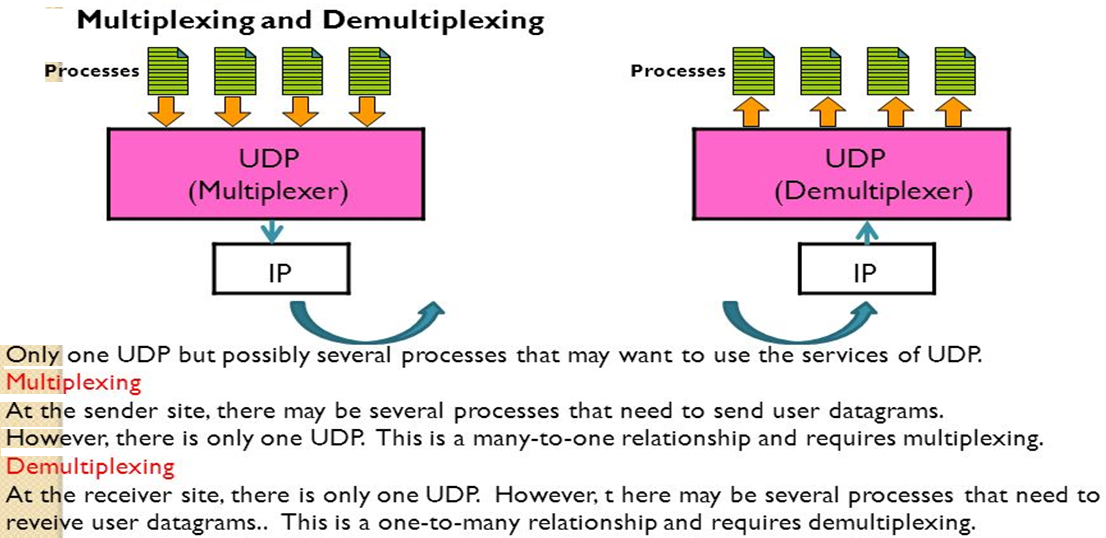 Multiplexing and Demultiplexing
Processes
Processes
UDP
(Multiplexer)
UDP
(Demultiplexer)
IP
IP
Only one UDP but possibly several processes that may want to use the services of UDP.
Multiplexing
At the sender site, there may be several processes that need to send user datagrams.
However, there is only one UDP. This is a many-to-one relationship and requires multiplexing.
Demultiplexing
At the receiver site, there is only one UDP. However, t here may be several processes that need to
reveive user datagrams.. This is a one-to-many relationship and requires demultiplexing.